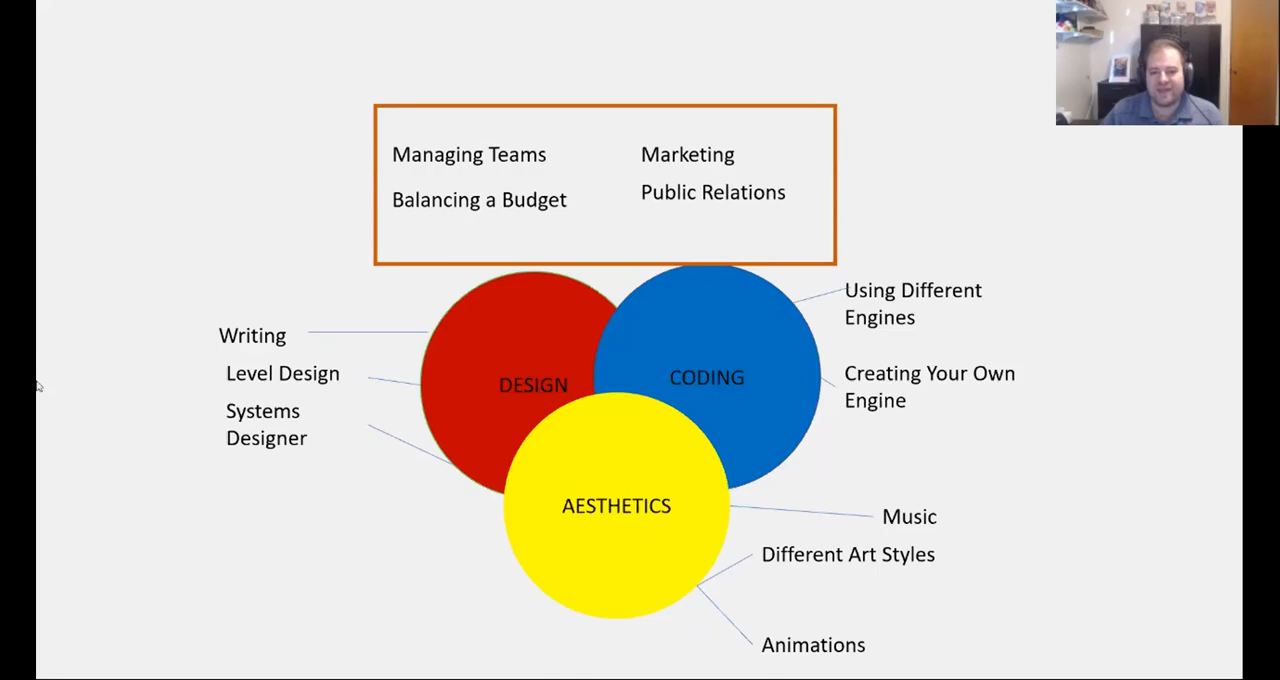 Managing Teams
Marketing
Balancing a Budget
Public Relations
Using Different
Engines
Writing
Level Design
Systems
Designer
DESIGN
CODING
Creating Your Own
Engine
AESTHETICS
Music
Different Art Styles
Animations